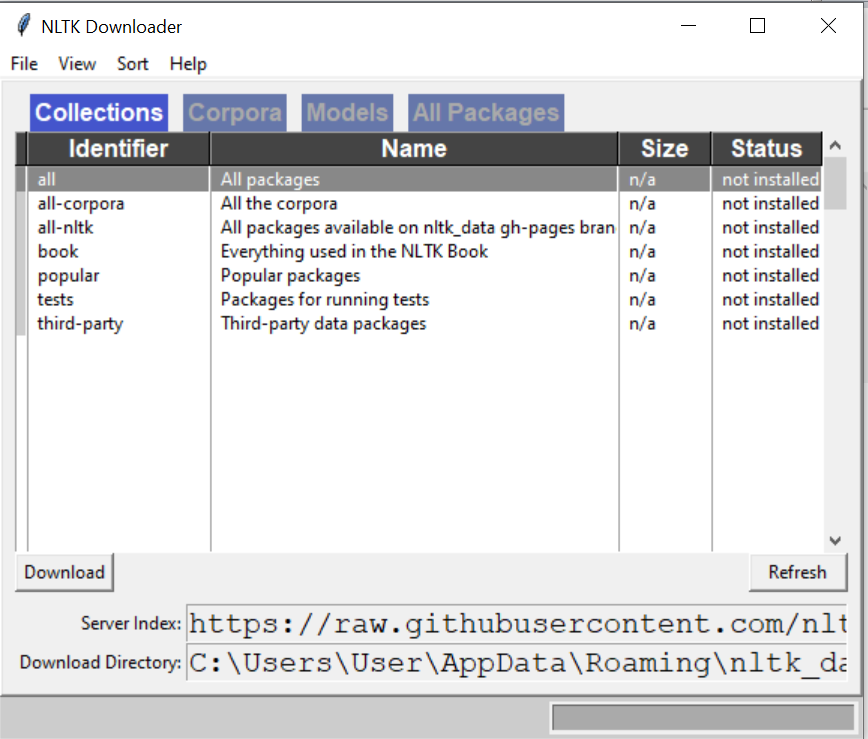 NLTK Downloader
File View Sort Help
Collections Corpora Models All Packages
Identifier Name Size Status
all All packages n/a not installed
all-corpora All the corpora n/a not installed
all-nltk All packages available on nltk_data gh-pages bran n/a not installed
book Everything used in the NLTK Book n/a not installed
popular Popular packages n/a not installed
tests Packages for running tests n/a not installed
third-party Third-party data packages n/a not installed
Download Refresh
Server Index: https://raw.githubusercontent.com/nlt
Download Directory: C:\Users\User\AppData\Roaming\nltk_da